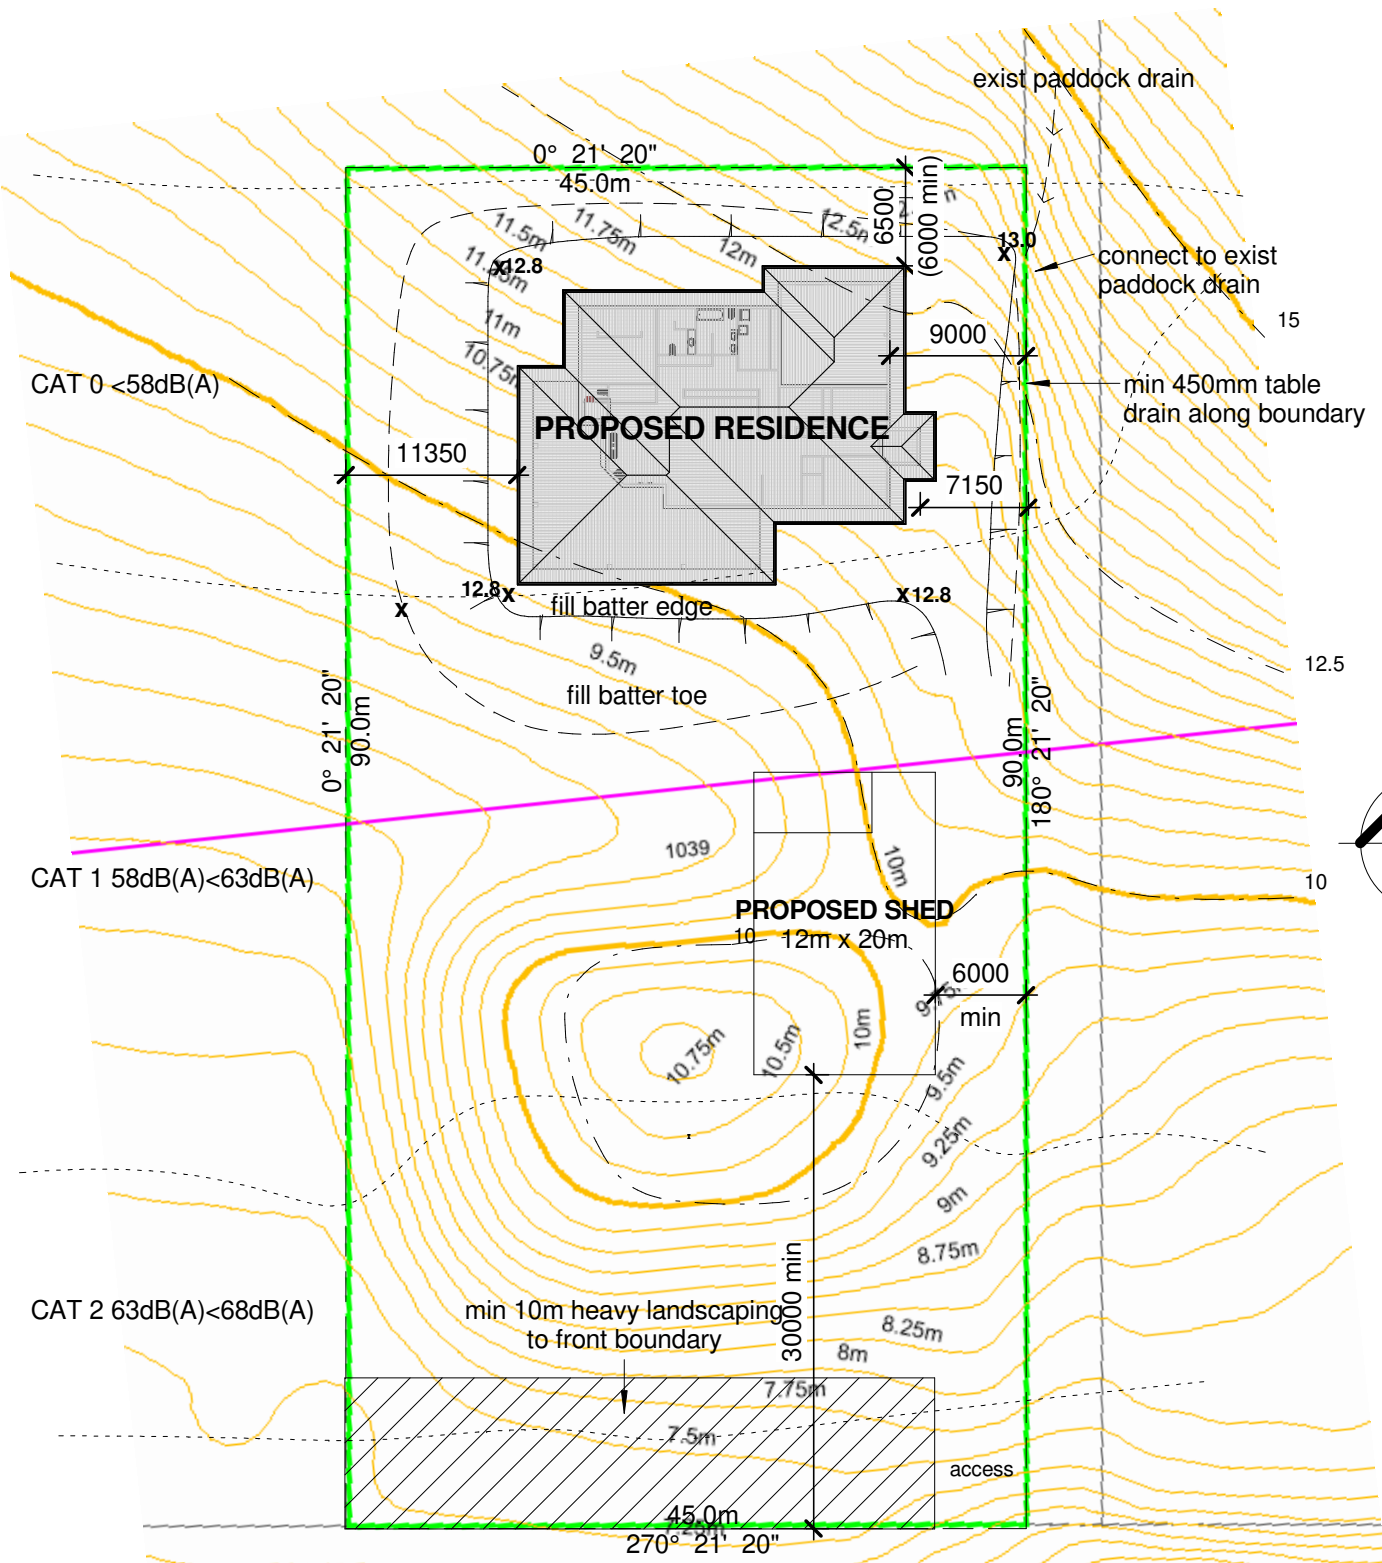 exist paddock drain
0° 21' 20"
45.0m
6500
(6000 min)
11.5m
11.75m
12m
12.5m
13.0
12.8
connect to exist
paddock drain
11m
10.75m
15
9000
CAT 0 <58dB(A)
min 450mm table
drain along boundary
PROPOSED RESIDENCE
11350
7150
12.8
12.8
fill batter edge
9.5m
12.5
fill batter toe
0° 21' 20"
90.0m
90.0m
180° 21' 20"
1039
10m
CAT 1 58dB(A)<63dB(A)
10
PROPOSED SHED
12m x 20m
10
6000
min
9.75
10.75m
10.5m
10m
9.5m
9.25m
9m
8.75m
30000 min
CAT 2 63dB(A)<68dB(A)
min 10m heavy landscaping
to front boundary
8.25m
8m
7.75m
7.5m
access
45.0m
7.25m
270° 21' 20"